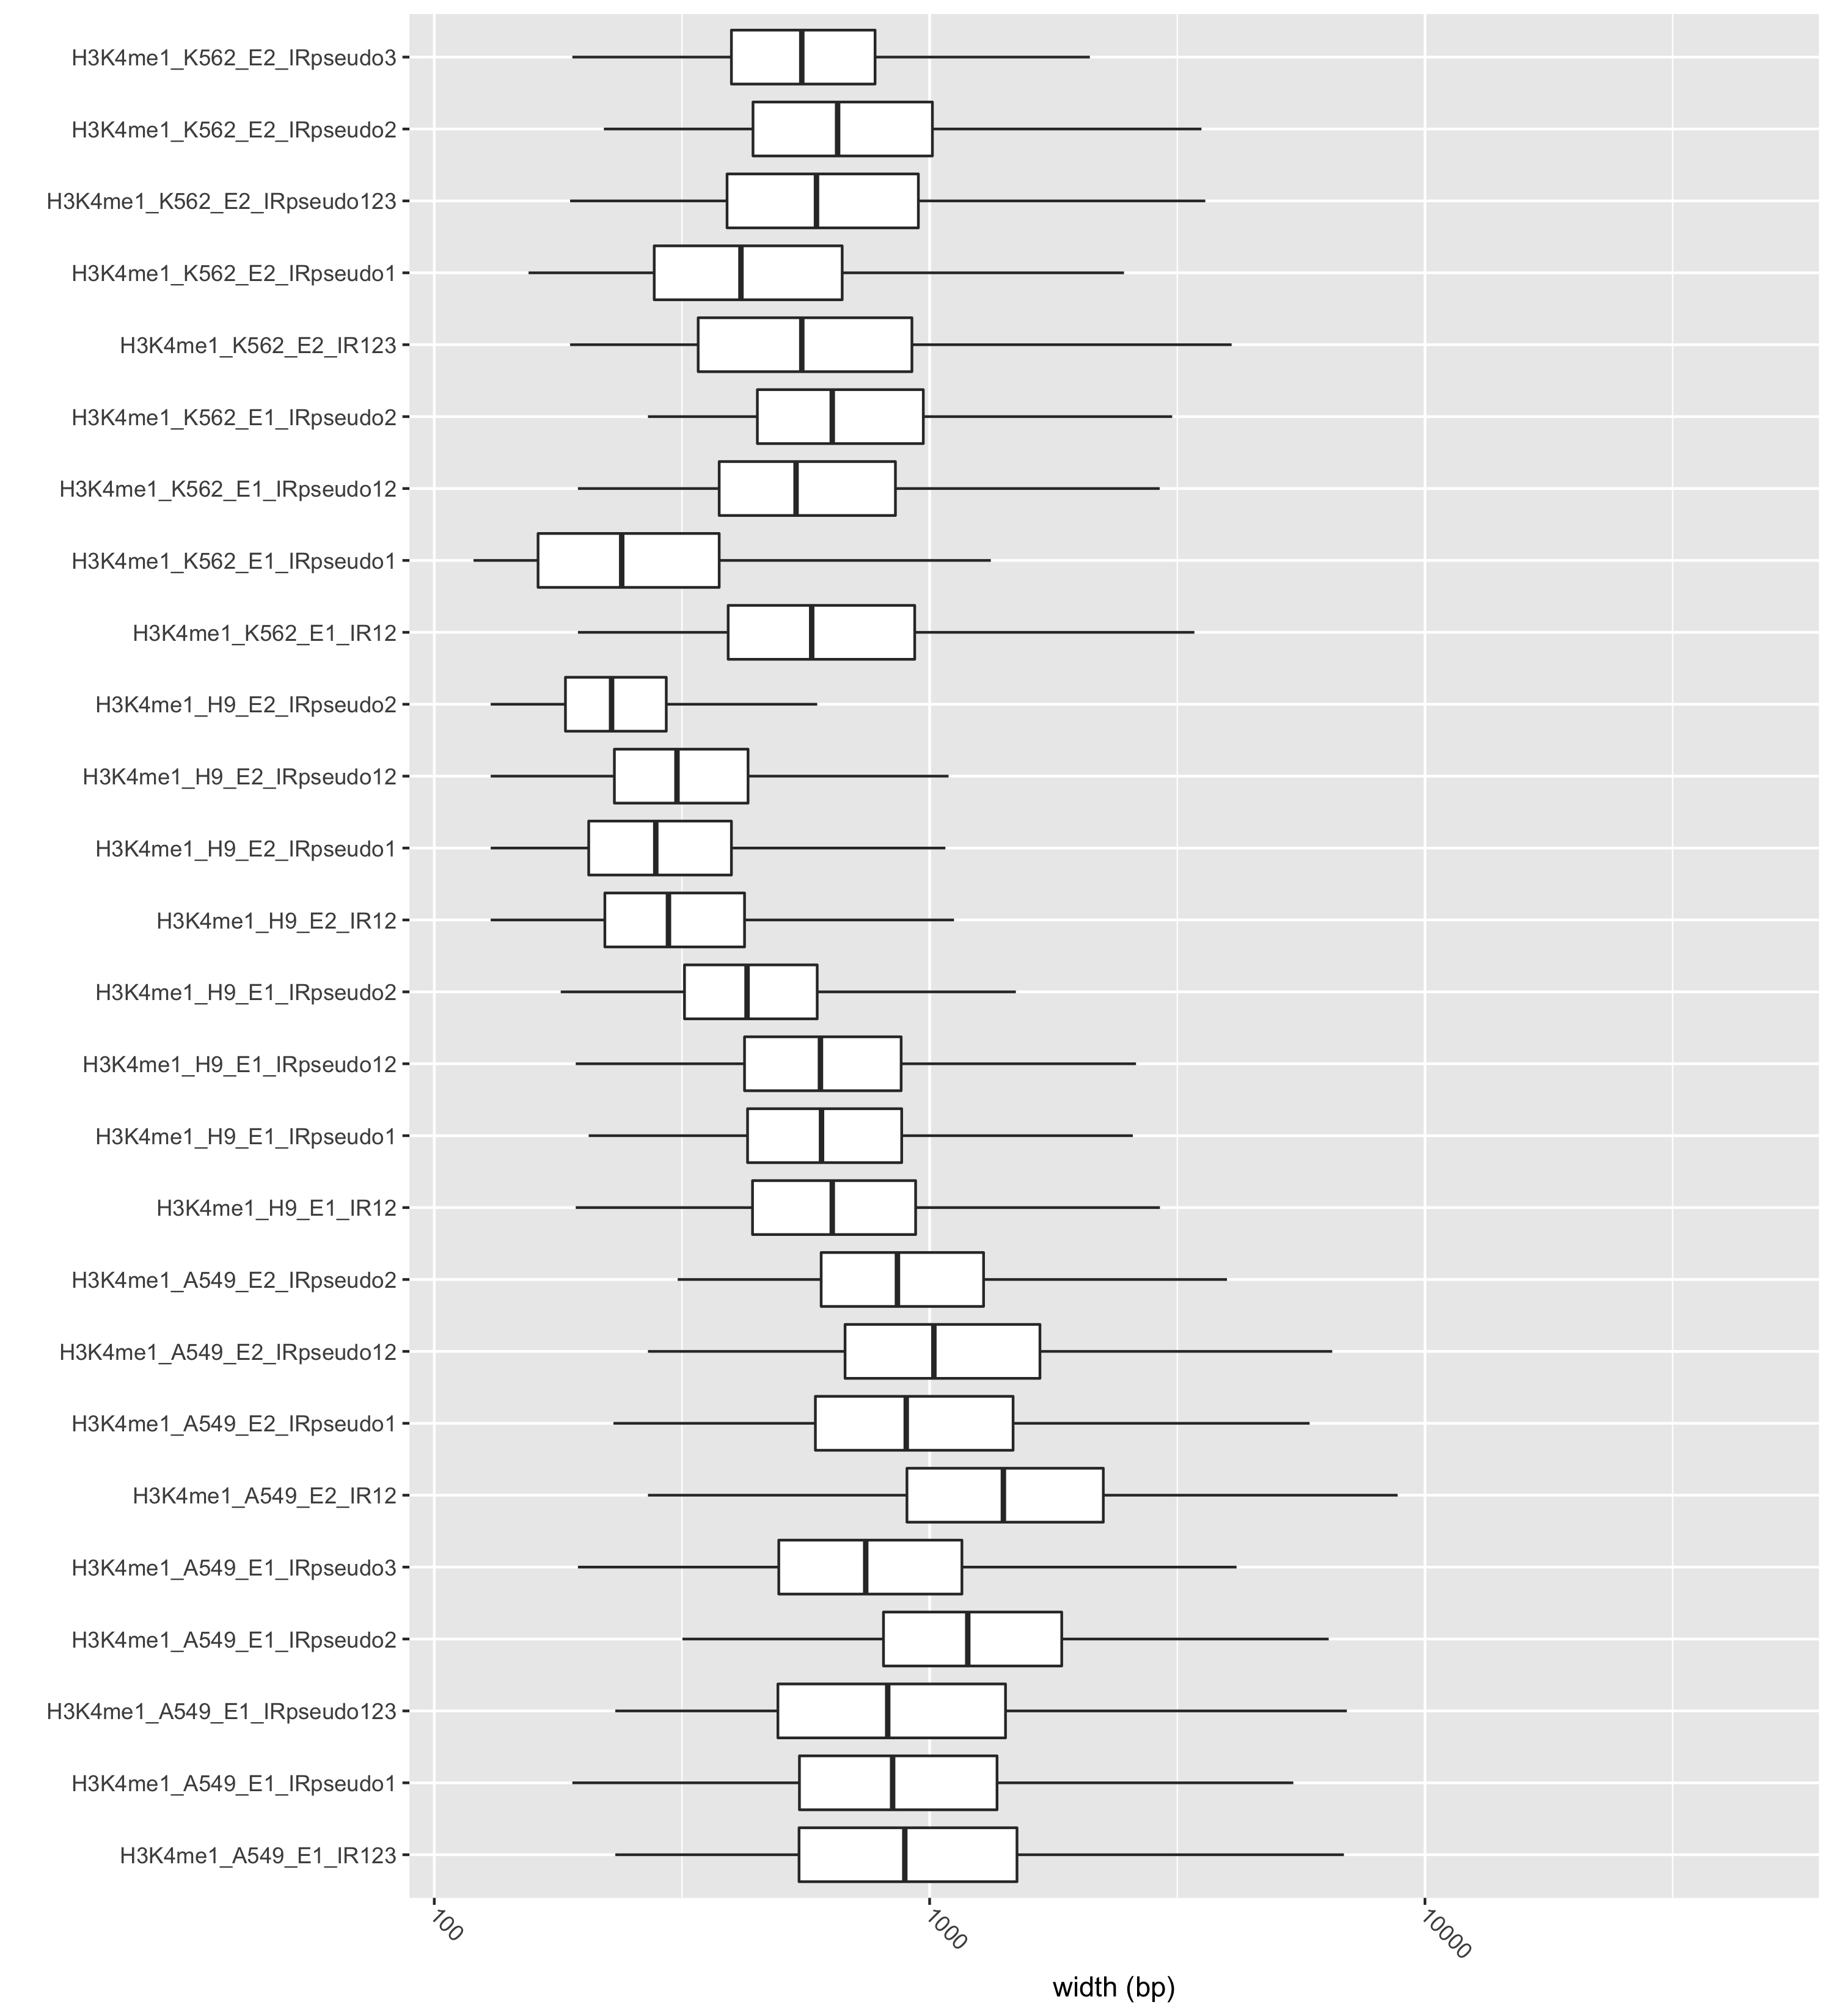 H3K4me1_K562_E2_IRpseudo3
H3K4me1_K562_E2_IRpseudo2
H3K4me1_K562_E2_IRpseudo123
H3K4me1_K562_E2_IRpseudo1
H3K4me1_K562_E2_IR123
H3K4me1_K562_E1_IRpseudo2
H3K4me1_K562_E1_IRpseudo12
H3K4me1_K562_E1_IRpseudo1
H3K4me1_K562_E1_IR12
H3K4me1_H9_E2_IRpseudo2
H3K4me1_H9_E2_IRpseudo12
H3K4me1_H9_E2_IRpseudo1
H3K4me1_H9_E2_IR12
H3K4me1_H9_E1_IRpseudo2
H3K4me1_H9_E1_IRpseudo12
H3K4me1_H9_E1_IRpseudo1
H3K4me1_H9_E1_IR12
H3K4me1_A549_E2_IRpseudo2
H3K4me1_A549_E2_IRpseudo12
H3K4me1_A549_E2_IRpseudo1
H3K4me1_A549_E2_IR12
H3K4me1_A549_E1_IRpseudo3
H3K4me1_A549_E1_IRpseudo2
H3K4me1_A549_E1_IRpseudo123
H3K4me1_A549_E1_IRpseudo1
H3K4me1_A549_E1_IR123
100
1000
10000
width (bp)